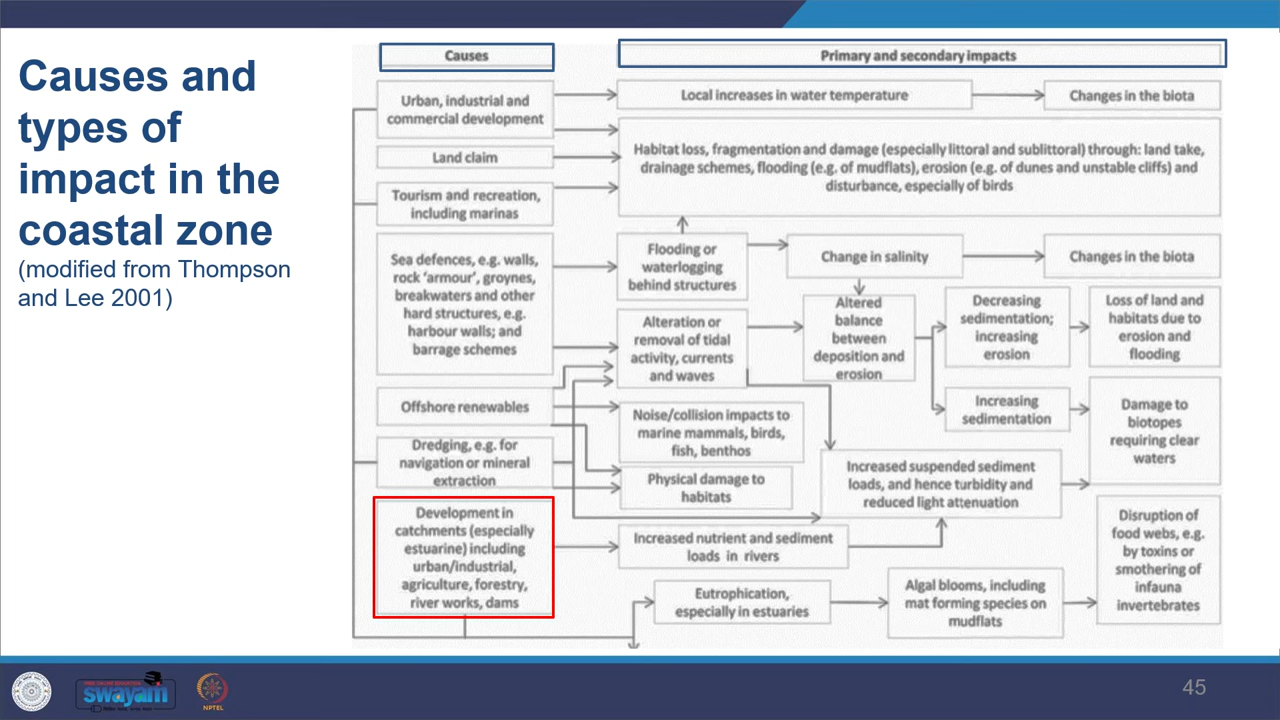 Causes and
types of
impact in the
coastal zone
(modified from Thompson
and Lee 2001)
Causes
Primary and secondary impacts
Urban, industrial and
commercial development
Local increases in water temperature
Changes in the biota
Land claim
Habitat loss, fragmentation and damage (especially littoral and sublittoral) through: land take,
drainage schemes, flooding (e.g. of mudflats), erosion (e.g. of dunes and unstable cliffs) and
disturbance, especially of birds
Tourism and recreation,
including marinas
Sea defences, e.g. walls,
rock 'armour', groynes,
breakwaters and other
hard structures, e.g.
harbour walls; and
barrage schemes
Flooding or
waterlogging
behind structures
Change in salinity
Changes in the biota
Alteration or
removal of tidal
activity, currents
and waves
Altered
balance
between
deposition and
erosion
Decreasing
sedimentation;
increasing
erosion
Loss of land and
habitats due to
erosion and
flooding
Increasing
sedimentation
Damage to
biotopes
requiring clear
waters
Offshore renewables
Noise/collision impacts to
marine mammals, birds,
fish, benthos
Dredging, e.g. for
navigation or mineral
extraction
Physical damage to
habitats
Increased suspended sediment
loads, and hence turbidity and
reduced light attenuation
Development in
catchments (especially
estuarine) including
urban/industrial,
agriculture, forestry,
river works, dams
Increased nutrient and sediment
loads in rivers
Eutrophication,
especially in estuaries
Algal blooms, including
mat forming species on
mudflats
Disruption of
food webs, e.g.
by toxins or
smothering of
infauna
invertebrates
swayam
NPTEL
45